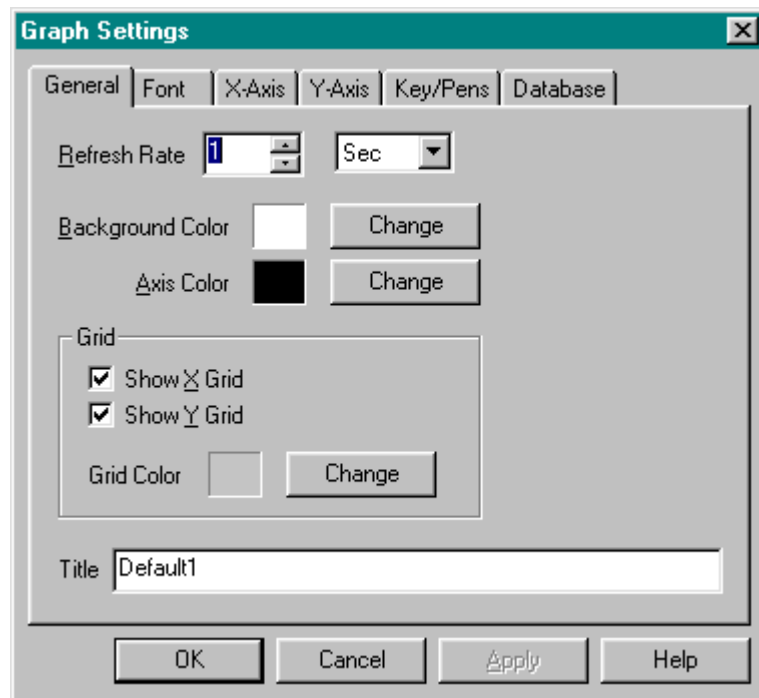 Graph Settings
General Font X-Axis Y-Axis Key/Pens Database
Refresh Rate 1 Sec
Background Color Change
Axis Color Change
Grid
Show X Grid
Show Y Grid
Grid Color Change
Title Default1
OK Cancel Apply Help